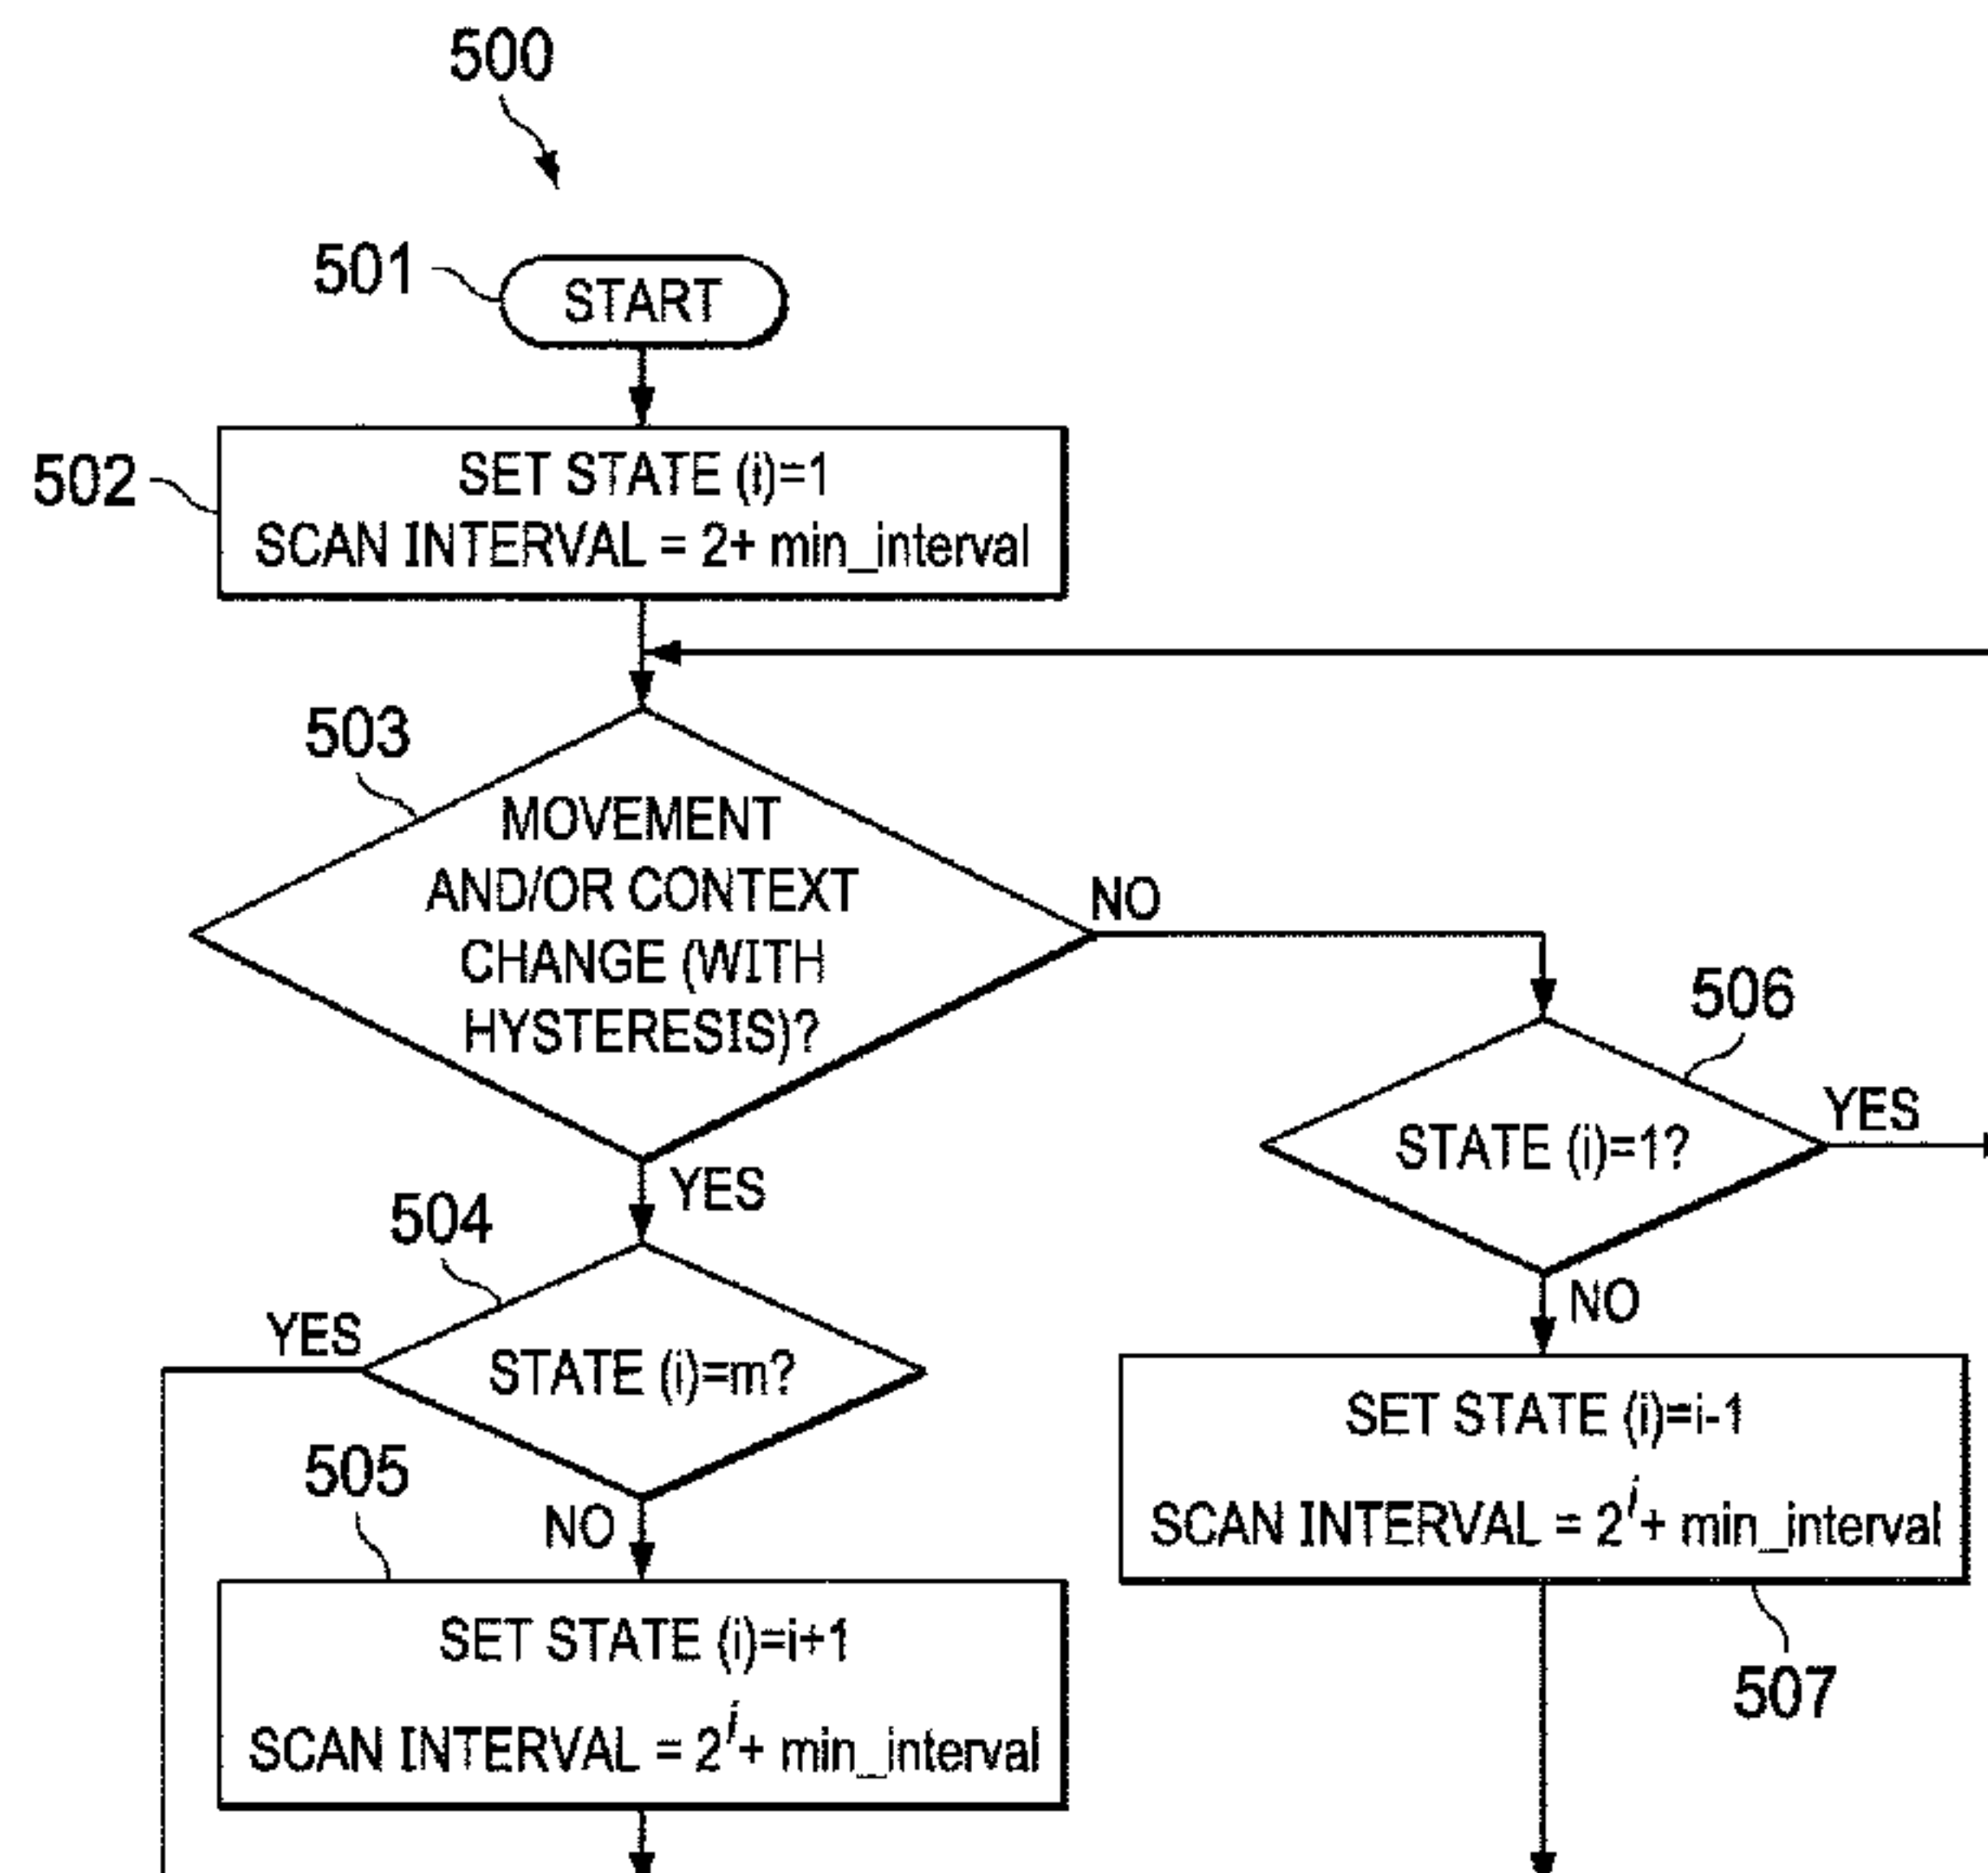 500
501
START
502
SET STATE (i)=1
SCAN INTERVAL = 2+ min_interval
503
MOVEMENT
AND/OR CONTEXT
CHANGE (WITH
HYSTERESIS)?
NO
506
STATE (i)=1?
YES
YES
504
YES
STATE (i)=m?
NO
SET STATE (i)=i-1
SCAN INTERVAL = 2^i + min_interval
507
505
NO
SET STATE (i)=i+1
SCAN INTERVAL = 2^i + min_interval